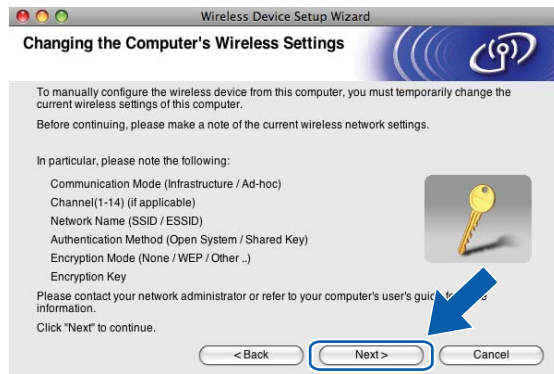 Wireless Device Setup Wizard
Changing the Computer's Wireless Settings
To manually configure the wireless device from this computer, you must temporarily change the
current wireless settings of this computer.
Before continuing, please make a note of the current wireless network settings.
In particular, please note the following:
Communication Mode (Infrastructure / Ad-hoc)
Channel(1-14) (if applicable)
Network Name (SSID / ESSID)
Authentication Method (Open System / Shared Key)
Encryption Mode (None / WEP / Other ..)
Encryption Key
Please contact your network administrator or refer to your computer's user's
information.
Click "Next" to continue.
< Back Next > Cancel